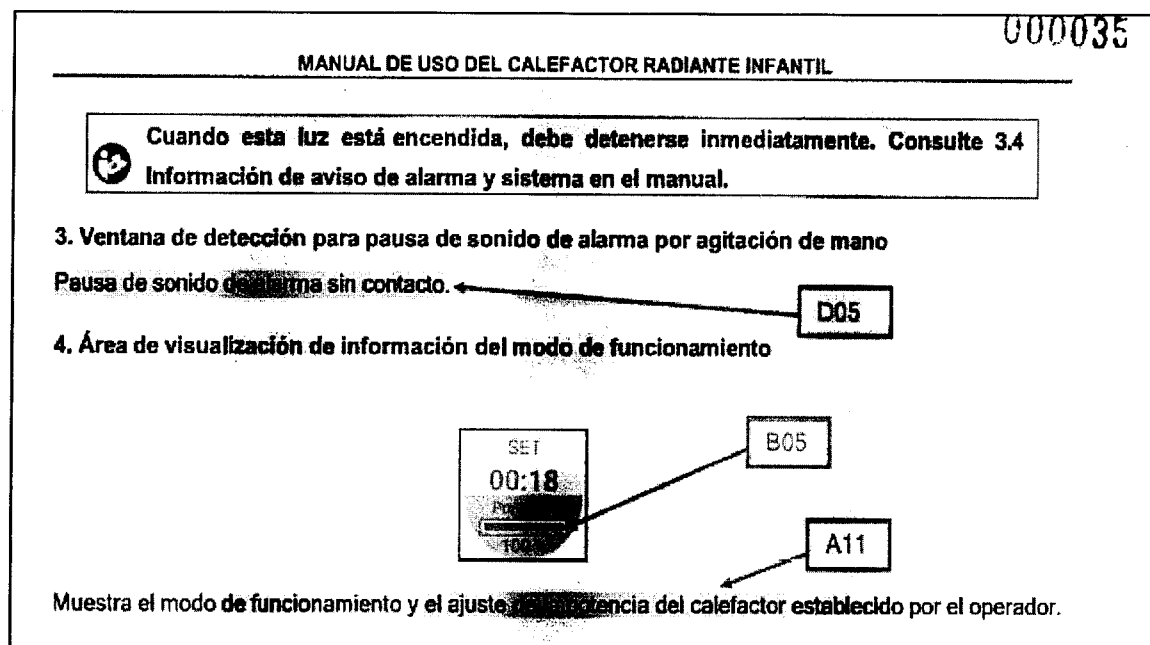 000035
MANUAL DE USO DEL CALEFACTOR RADIANTE INFANTIL
Cuando esta luz está encendida, debe detenerse inmediatamente. Consulte 3.4
Información de aviso de alarma y sistema en el manual.
3. Ventana de detección para pausa de sonido de alarma por agitación de mano
Pausa de sonido de alarma sin contacto.
D05
4. Área de visualización de información del modo de funcionamiento
SET
B05
00:18
A11
Muestra el modo de funcionamiento y el ajuste potencia del calefactor establecido por el operador.